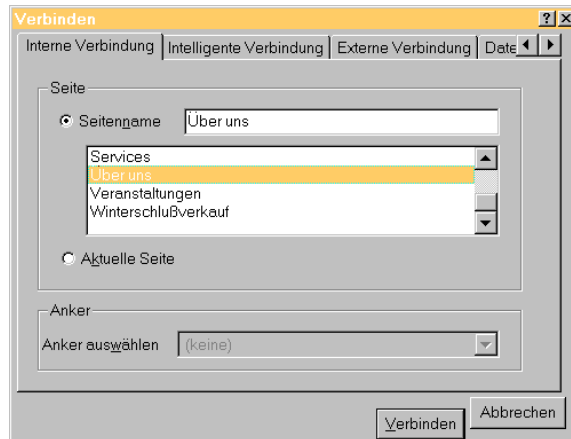 Verbinden
Interne Verbindung Intelligente Verbindung Externe Verbindung Date
Seite
Seitenname Über uns
Services
Über uns
Veranstaltungen
Winterschlußverkauf
Aktuelle Seite
Anker
Anker auswählen (keine)
Verbinden Abbrechen